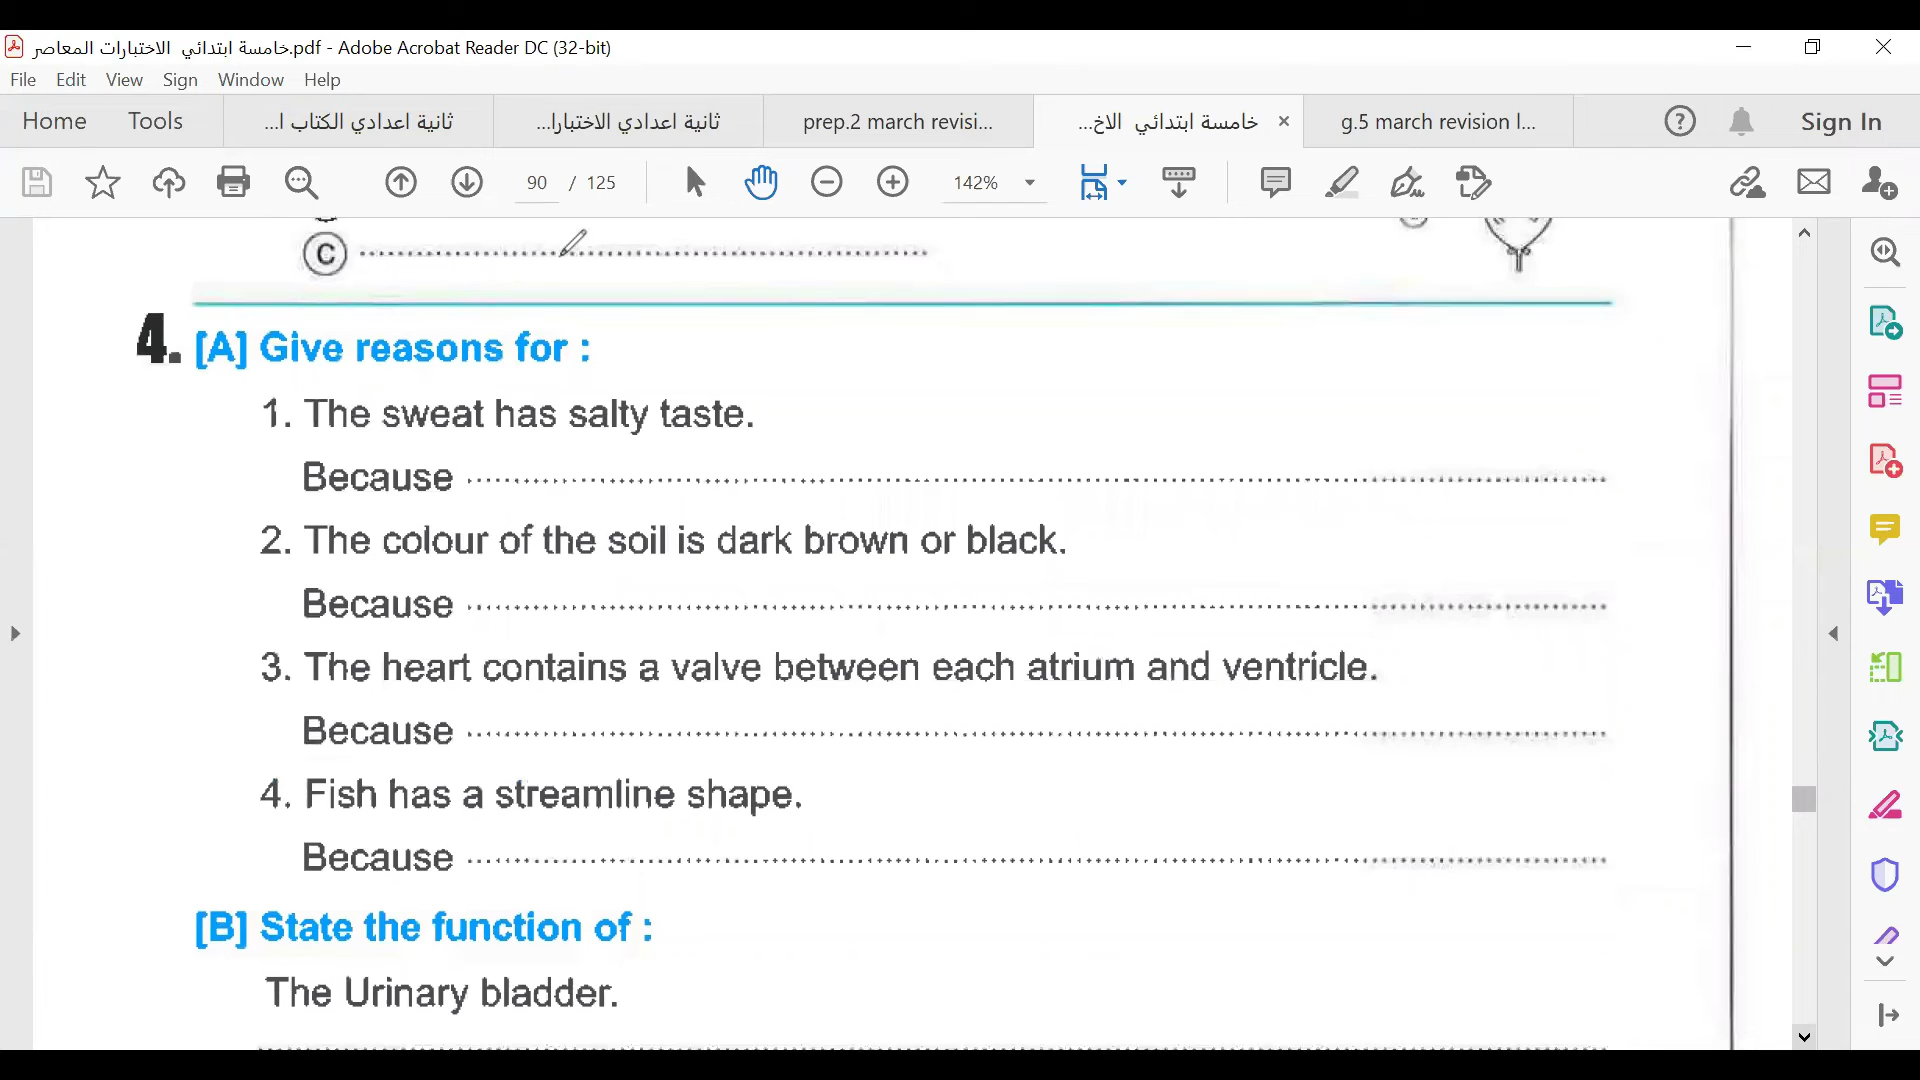 خامسة ابتدائي الاختبارات المعاصر.pdf - Adobe Acrobat Reader DC (32-bit)
File Edit View Sign Window Help
Home Tools ثانية اعدادي الكتاب ا... ثانية اعدادي الاختبارا... prep.2 march revisi... خامسة ابتدائي الاخ... g.5 march revision l... Sign In
90 / 125 142%
C
4. [A] Give reasons for :
1. The sweat has salty taste.
Because
2. The colour of the soil is dark brown or black.
Because
3. The heart contains a valve between each atrium and ventricle.
Because
4. Fish has a streamline shape.
Because
[B] State the function of :
The Urinary bladder.